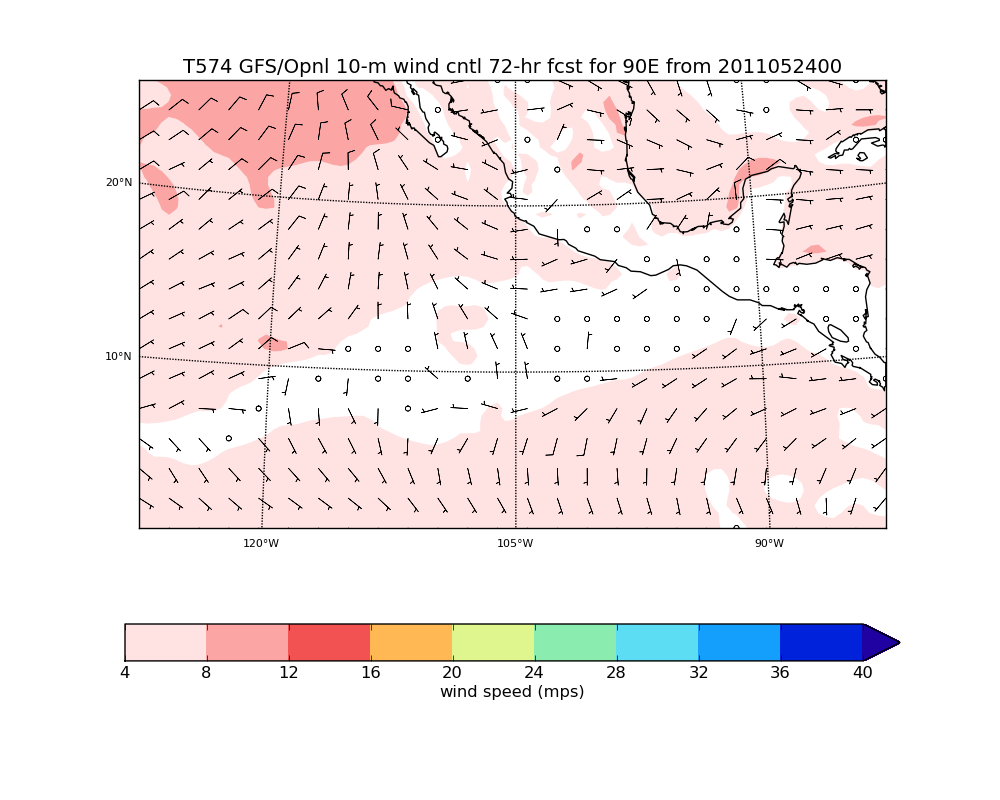 T574 GFS/Opnl 10-m wind cntl 72-hr fcst for 90E from 2011052400
20°N
10°N
120°W 105°W 90°W
4 8 12 16 20 24 28 32 36 40
wind speed (mps)